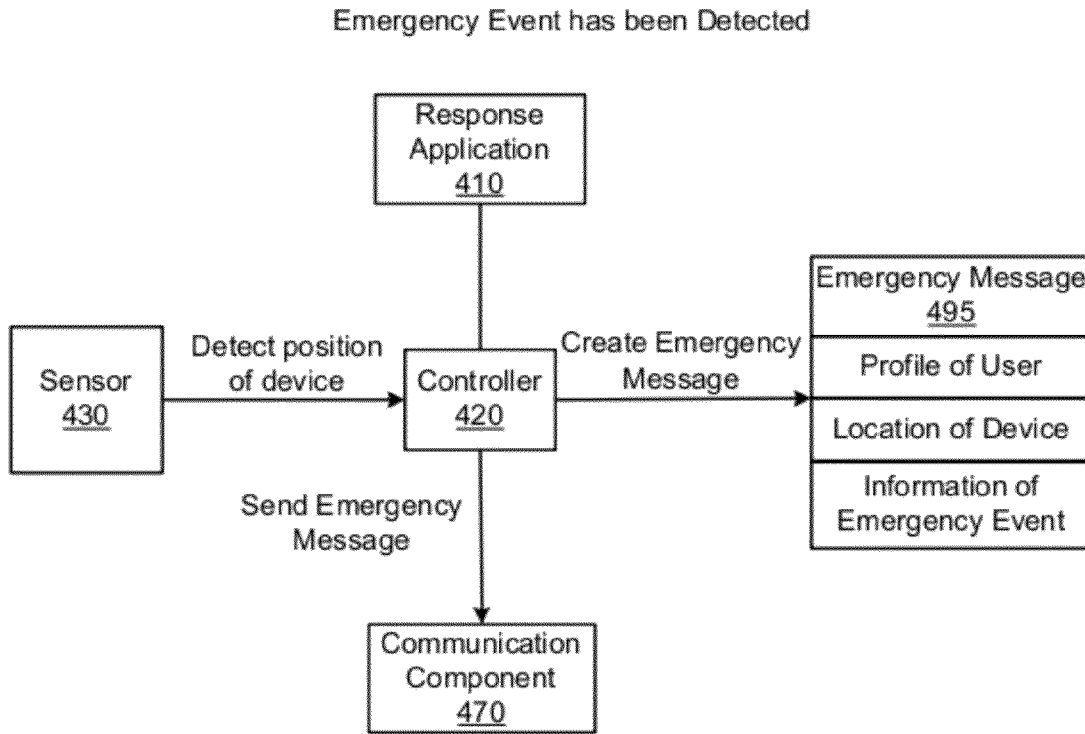 Emergency Event has been Detected
Response
Application
410
Sensor
430
Detect position
of device
Controller
420
Create Emergency
Message
Emergency Message
495
Profile of User
Location of Device
Information of
Emergency Event
Send Emergency
Message
Communication
Component
470